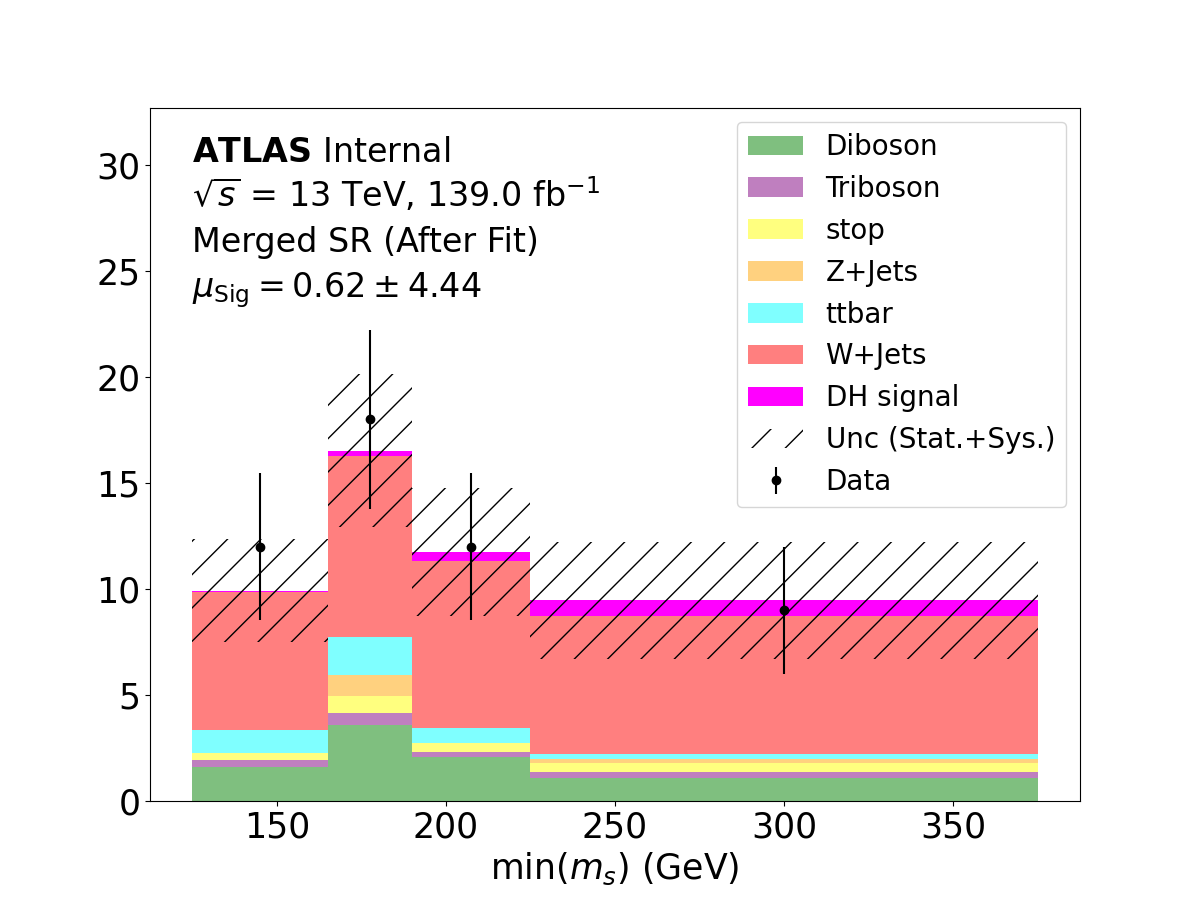 ATLAS Internal
√s = 13 TeV, 139.0 fb⁻¹
Merged SR (After Fit)
μ_Sig = 0.62 ± 4.44
Diboson
Triboson
stop
Z+Jets
ttbar
W+Jets
DH signal
Unc (Stat.+Sys.)
Data
30
25
20
15
10
5
0
150 200 250 300 350
min(mₛ) (GeV)